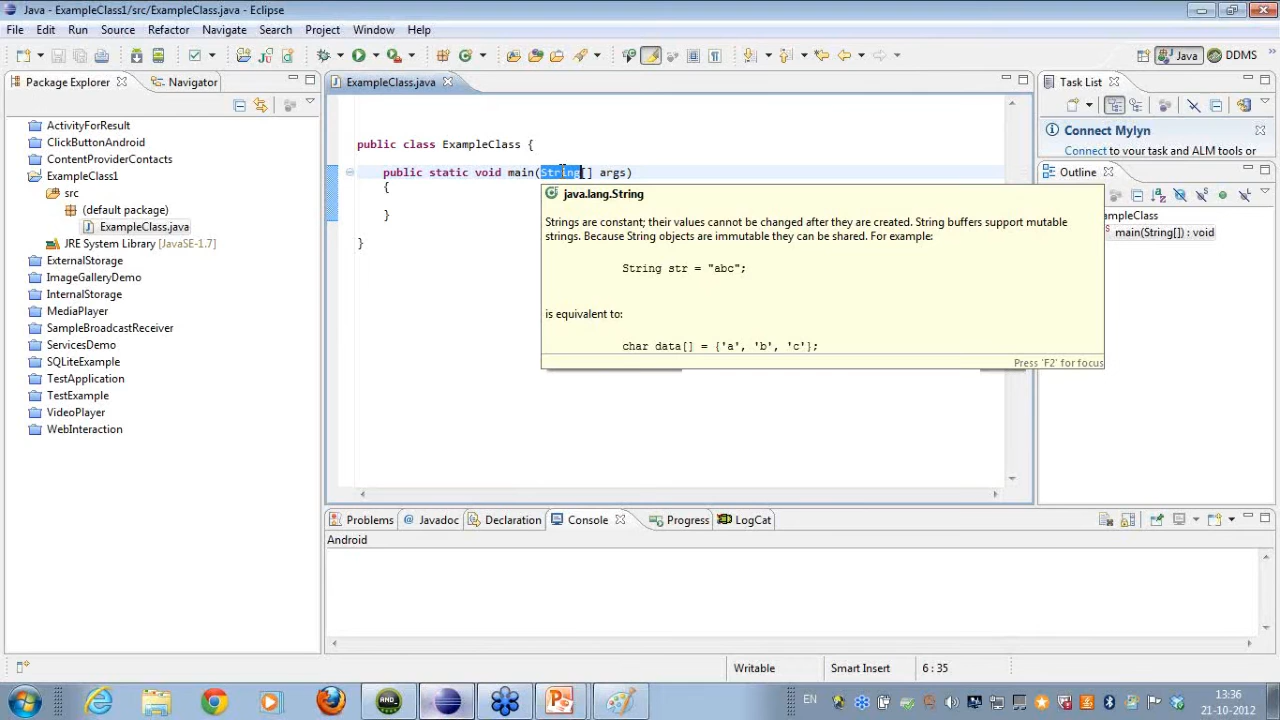 Java - ExampleClass1/src/ExampleClass.java - Eclipse
File Edit Run Source Refactor Navigate Search Project Window Help
Java DDMS
Package Explorer Navigator
ActivityForResult
ClickButtonAndroid
ContentProviderContacts
ExampleClass1
src
(default package)
ExampleClass.java
JRE System Library [JavaSE-1.7]
ExternalStorage
ImageGalleryDemo
InternalStorage
MediaPlayer
SampleBroadcastReceiver
ServicesDemo
SQLiteExample
TestApplication
TestExample
VideoPlayer
WebInteraction
ExampleClass.java
public class ExampleClass {
public static void main(String[] args)
{
}
}
java.lang.String
Strings are constant; their values cannot be changed after they are created. String buffers support mutable
strings. Because String objects are immutable they can be shared. For example:
String str = "abc";
is equivalent to:
char data[] = {'a', 'b', 'c'};
Press 'F2' for focus
Task List
Connect Mylyn
Connect to your task and ALM tools or
Outline
ampleClass
main(String[]) : void
Problems Javadoc Declaration Console Progress LogCat
Android
Writable Smart Insert 6 : 35
EN
13:36
21-10-2012